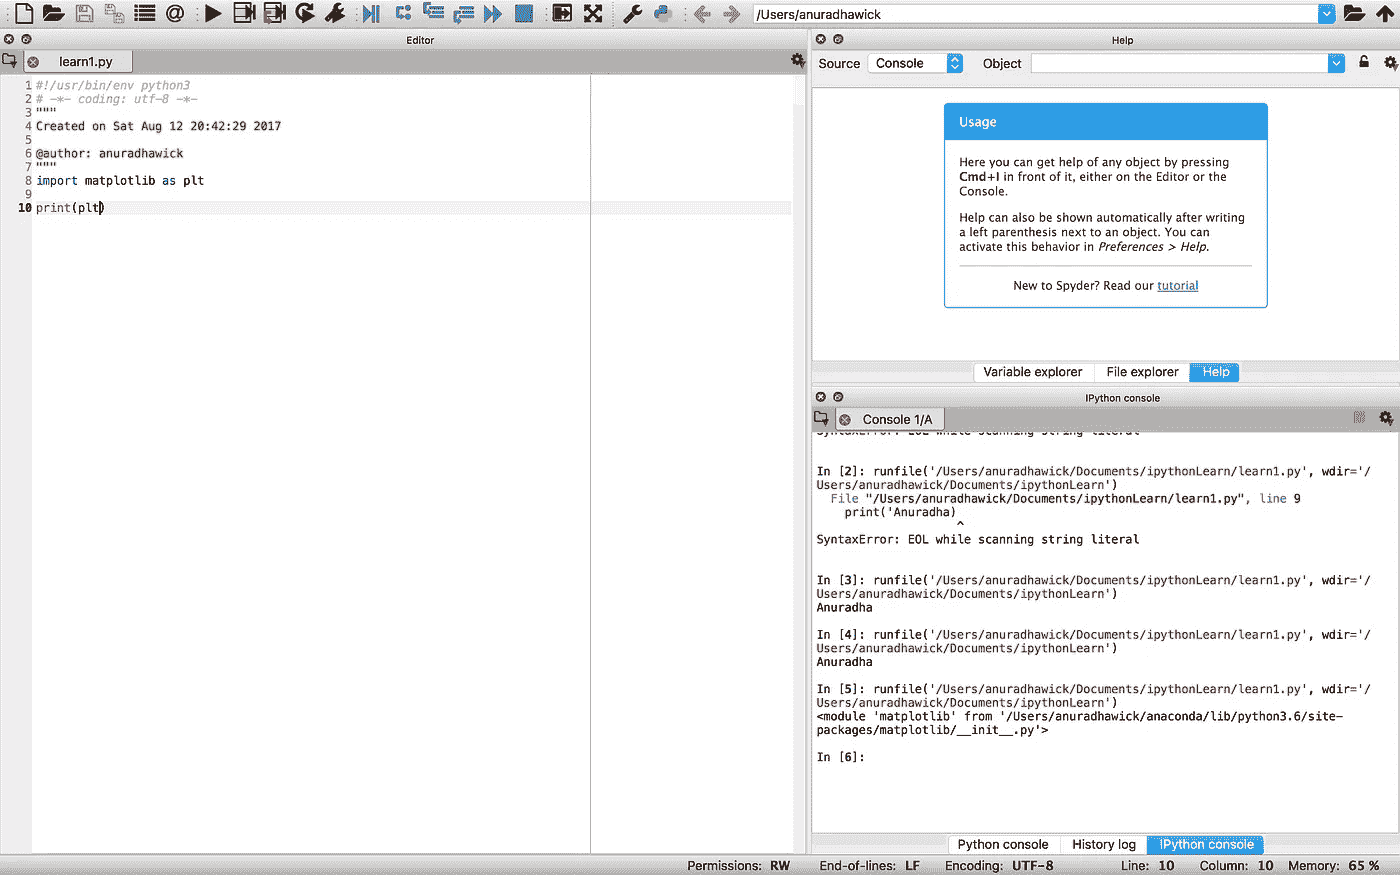 /Users/anuradhawick
Editor
learn1.py
1 #!/usr/bin/env python3
2 # -*- coding: utf-8 -*-
3 """
4 Created on Sat Aug 12 20:42:29 2017
5
6 @author: anuradhawick
7 """
8 import matplotlib as plt
9
10 print(plt)
Help
Source Console Object
Usage
Here you can get help of any object by pressing
Cmd+I in front of it, either on the Editor or the
Console.
Help can also be shown automatically after writing
a left parenthesis next to an object. You can
activate this behavior in Preferences > Help.
New to Spyder? Read our tutorial
Variable explorer File explorer Help
IPython console
Console 1/A
SyntaxError: EOL while scanning string literal
In [2]: runfile('/Users/anuradhawick/Documents/ipythonLearn/learn1.py', wdir='/
Users/anuradhawick/Documents/ipythonLearn')
File "/Users/anuradhawick/Documents/ipythonLearn/learn1.py", line 9
print('Anuradha)
^
SyntaxError: EOL while scanning string literal
In [3]: runfile('/Users/anuradhawick/Documents/ipythonLearn/learn1.py', wdir='/
Users/anuradhawick/Documents/ipythonLearn')
Anuradha
In [4]: runfile('/Users/anuradhawick/Documents/ipythonLearn/learn1.py', wdir='/
Users/anuradhawick/Documents/ipythonLearn')
Anuradha
In [5]: runfile('/Users/anuradhawick/Documents/ipythonLearn/learn1.py', wdir='/
Users/anuradhawick/Documents/ipythonLearn')
<module 'matplotlib' from '/Users/anuradhawick/anaconda/lib/python3.6/site-
packages/matplotlib/__init__.py'>
In [6]:
Python console History log IPython console
Permissions: RW End-of-lines: LF Encoding: UTF-8 Line: 10 Column: 10 Memory: 65 %